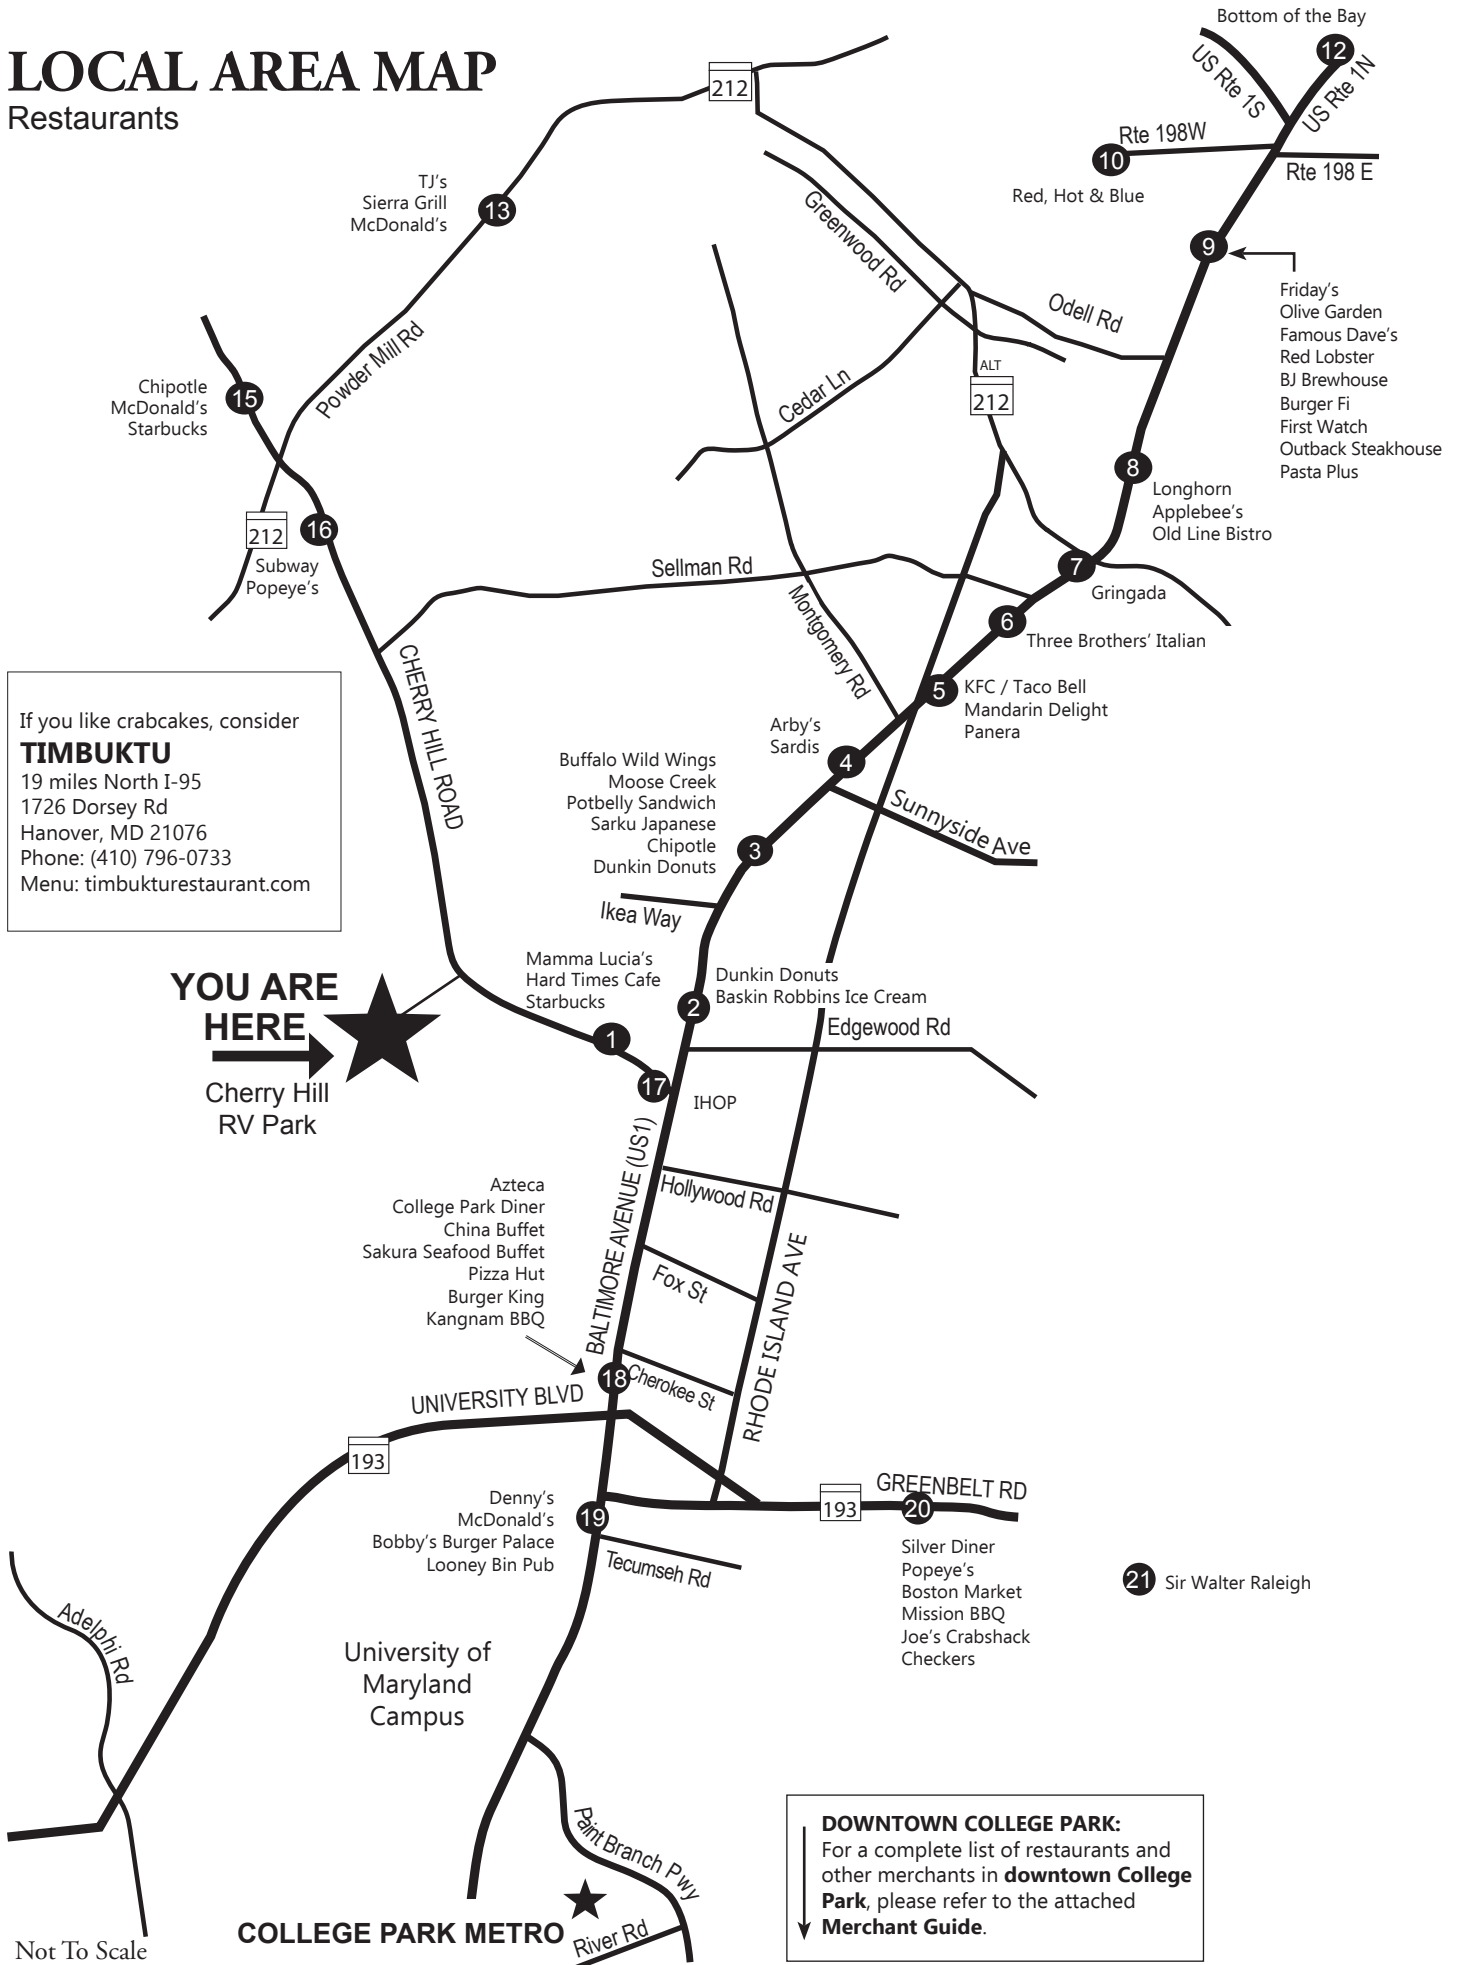 LOCAL AREA MAP
Restaurants
Bottom of the Bay
12
US Rte 1S
US Rte 1N
212
Rte 198W
10
Rte 198 E
Red, Hot & Blue
TJ's
Sierra Grill
McDonald's
13
Greenwood Rd
9
Friday's
Olive Garden
Famous Dave's
Red Lobster
BJ Brewhouse
Burger Fi
First Watch
Outback Steakhouse
Pasta Plus
Odell Rd
Powder Mill Rd
ALT
212
Cedar Ln
Chipotle
McDonald's
Starbucks
15
8
Longhorn
Applebee's
Old Line Bistro
212
16
Subway
Popeye's
Sellman Rd
7
Gringada
Montgomery Rd
6
Three Brothers' Italian
CHERRY HILL ROAD
5
KFC / Taco Bell
Mandarin Delight
Panera
If you like crabcakes, consider
TIMBUKTU
19 miles North I-95
1726 Dorsey Rd
Hanover, MD 21076
Phone: (410) 796-0733
Menu: timbukturestaurant.com
Arby's
Sardis
4
Buffalo Wild Wings
Moose Creek
Potbelly Sandwich
Sarku Japanese
Chipotle
Dunkin Donuts
3
Sunnyside Ave
Ikea Way
YOU ARE
HERE
Cherry Hill
RV Park
Mamma Lucia's
Hard Times Cafe
Starbucks
1
2
Dunkin Donuts
Baskin Robbins Ice Cream
Edgewood Rd
17
IHOP
BALTIMORE AVENUE (US1)
Hollywood Rd
Azteca
College Park Diner
China Buffet
Sakura Seafood Buffet
Pizza Hut
Burger King
Kangnam BBQ
Fox St
RHODE ISLAND AVE
18
Cherokee St
UNIVERSITY BLVD
193
GREENBELT RD
193
20
Denny's
McDonald's
Bobby's Burger Palace
Looney Bin Pub
19
Tecumseh Rd
Silver Diner
Popeye's
Boston Market
Mission BBQ
Joe's Crabshack
Checkers
21
Sir Walter Raleigh
Adelphi Rd
University of
Maryland
Campus
Paint Branch Pwy
COLLEGE PARK METRO
River Rd
DOWNTOWN COLLEGE PARK:
For a complete list of restaurants and
other merchants in downtown College
Park, please refer to the attached
Merchant Guide.
Not To Scale